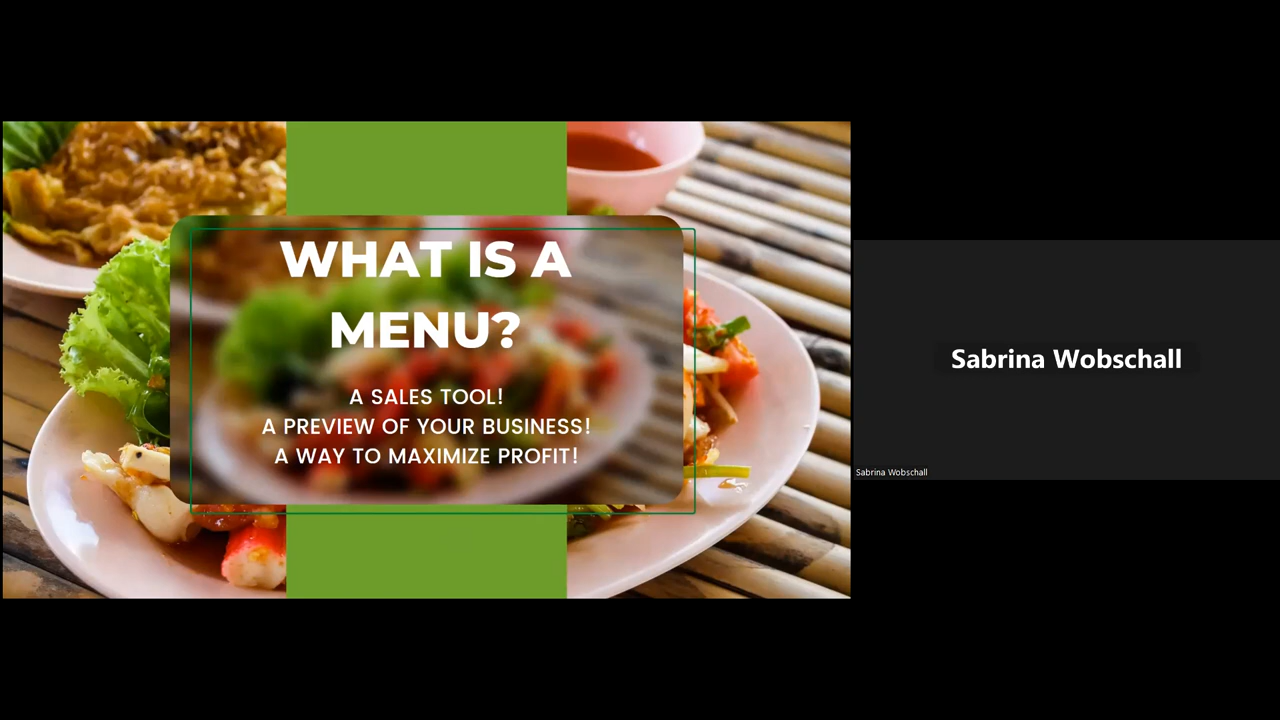 WHAT IS A
MENU?
A SALES TOOL!
A PREVIEW OF YOUR BUSINESS!
A WAY TO MAXIMIZE PROFIT!
Sabrina Wobschall
Sabrina Wobschall